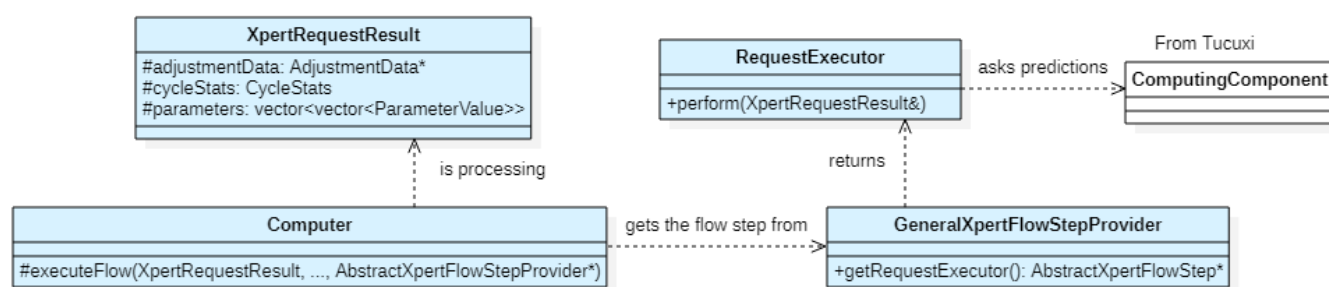 XpertRequestResult
#adjustmentData: AdjustmentData*
#cycleStats: CycleStats
#parameters: vector<vector<ParameterValue>>
RequestExecutor
+perform(XpertRequestResult&)
asks predictions
From Tucuxi
ComputingComponent
is processing
returns
Computer
#executeFlow(XpertRequestResult, ..., AbstractXpertFlowStepProvider*)
gets the flow step from
GeneralXpertFlowStepProvider
+getRequestExecutor(): AbstractXpertFlowStep*